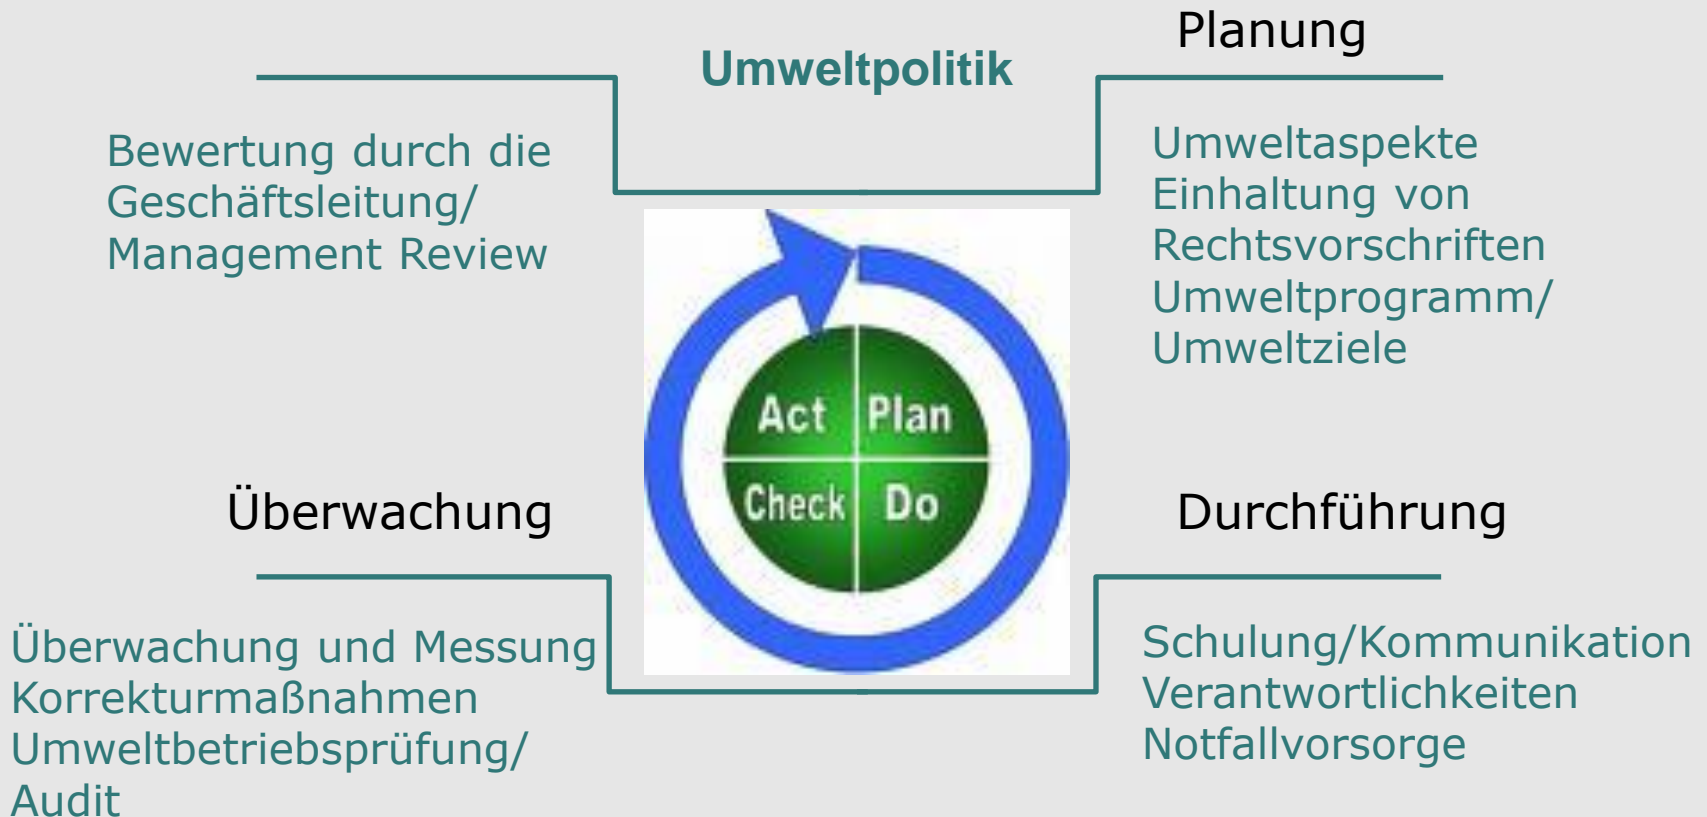 Umweltpolitik
Planung
Bewertung durch die
Geschäftsleitung/
Management Review
Umweltaspekte
Einhaltung von
Rechtsvorschriften
Umweltprogramm/
Umweltziele
Act
Plan
Check
Do
Überwachung
Überwachung und Messung
Korrekturmaßnahmen
Umweltbetriebsprüfung/
Audit
Durchführung
Schulung/Kommunikation
Verantwortlichkeiten
Notfallvorsorge